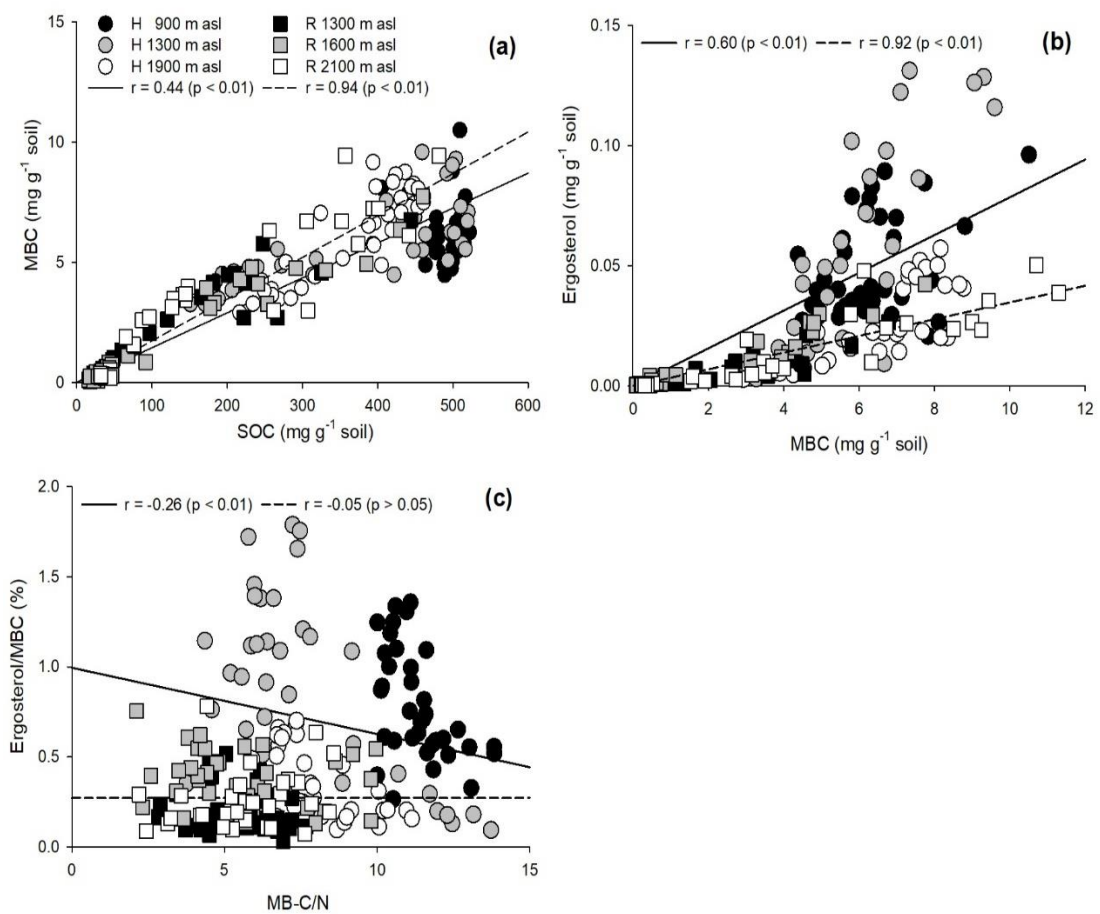 15
10
5
0
MBC (mg g-1 soil)
H 900 m asl
R 1300 m asl
H 1300 m asl
R 1600 m asl
H 1900 m asl
R 2100 m asl
r = 0.44 (p < 0.01)
r = 0.94 (p < 0.01)
(a)
100 200 300 400 500 600
SOC (mg g-1 soil)
0.15
0.10
0.05
0.00
Ergosterol (mg g-1 soil)
r = 0.60 (p < 0.01)
r = 0.92 (p < 0.01)
(b)
0 2 4 6 8 10 12
MBC (mg g-1 soil)
2.0
1.5
1.0
0.5
0.0
Ergosterol/MBC (%)
r = -0.26 (p < 0.01)
r = -0.05 (p > 0.05)
(c)
0 5 10 15
MB-C/N